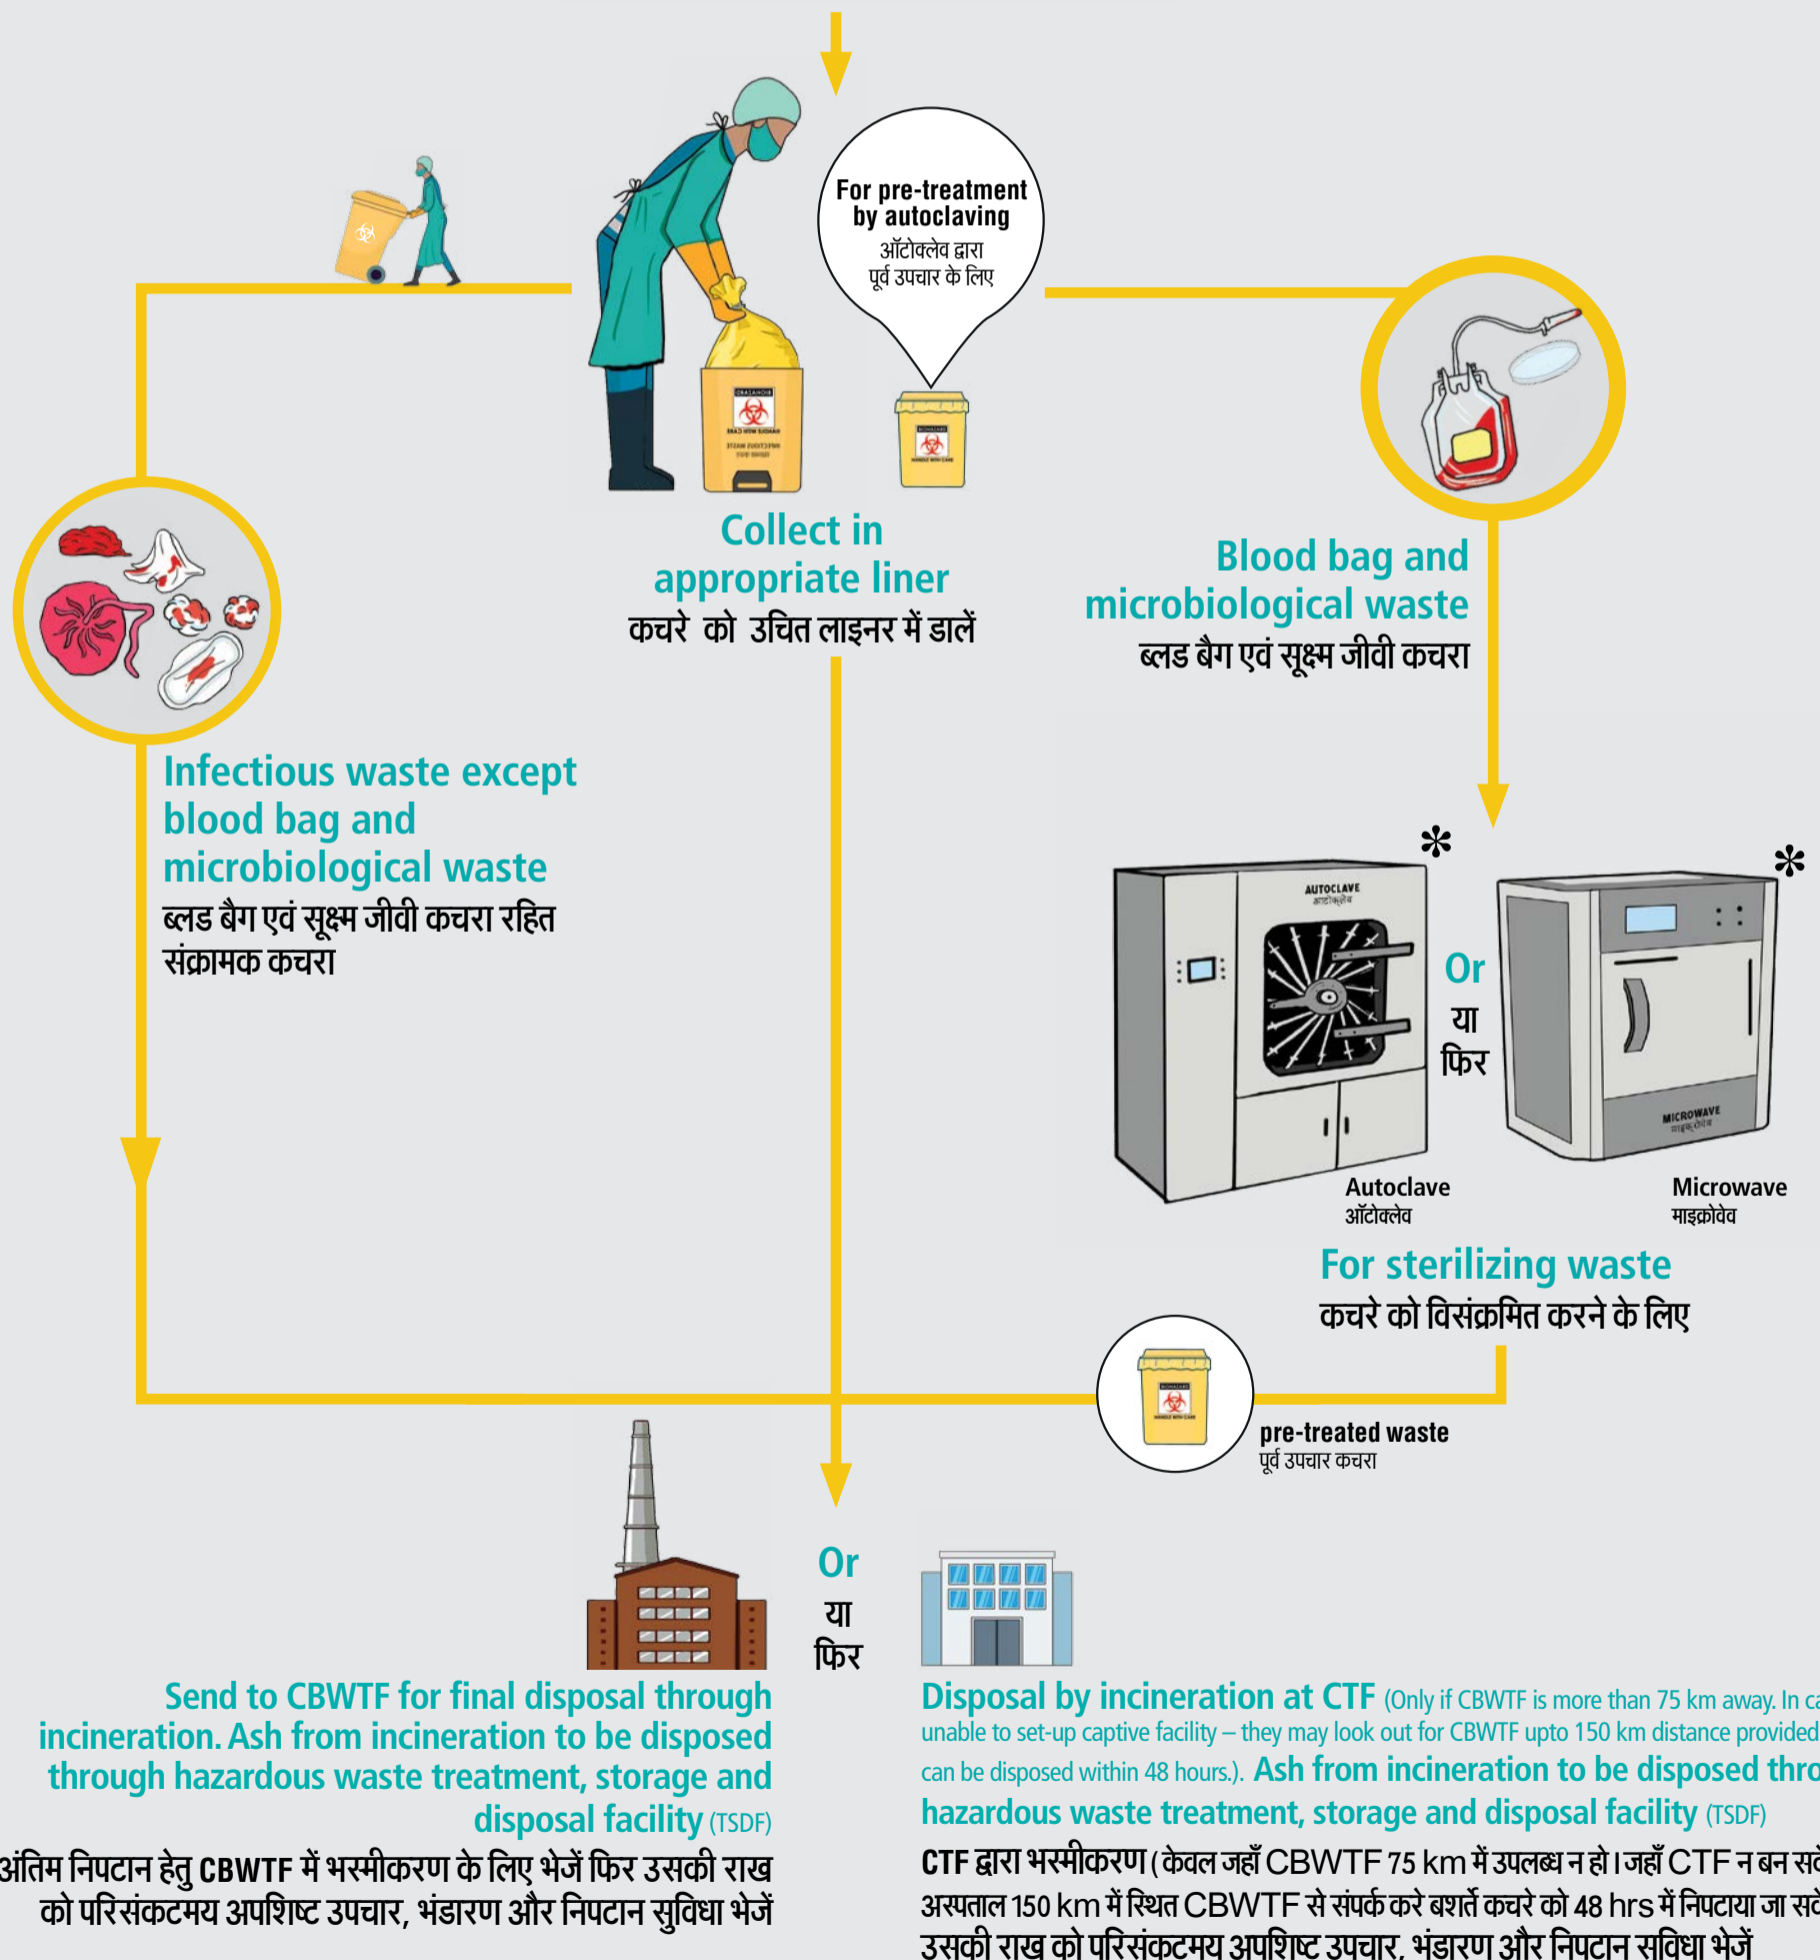 For pre-treatment
by autoclaving
ऑटोक्लेव द्वारा
पूर्व उपचार के लिए
BIOHAZARD
HANDLE WITH CARE
Collect in
appropriate liner
कचरे को उचित लाइनर में डालें
Blood bag and
microbiological waste
ब्लड बैग एवं सूक्ष्म जीवी कचरा
Infectious waste except
blood bag and
microbiological waste
ब्लड बैग एवं सूक्ष्म जीवी कचरा रहित
संक्रामक कचरा
*
*
AUTOCLAVE
Or
या
फिर
MICROWAVE
Autoclave
ऑटोक्लेव
Microwave
माइक्रोवेव
For sterilizing waste
कचरे को विसंक्रमित करने के लिए
BIOHAZARD
HANDLE WITH CARE
pre-treated waste
पूर्व उपचार कचरा
Or
या
फिर
Send to CBWTF for final disposal through
incineration. Ash from incineration to be disposed
through hazardous waste treatment, storage and
disposal facility (TSDF)
अंतिम निपटान हेतु CBWTF में भस्मीकरण के लिए भेजें फिर उसकी राख
को परिसंकटमय अपशिष्ट उपचार, भंडारण और निपटान सुविधा भेजें
Disposal by incineration at CTF (Only if CBWTF is more than 75 km away. In
unable to set-up captive facility – they may look out for CBWTF upto 150 km distance provided
can be disposed within 48 hours.). Ash from incineration to be disposed
hazardous waste treatment, storage and disposal facility (TSDF)
CTF द्वारा भस्मीकरण (केवल जहाँ CBWTF 75 km में उपलब्ध न हो। जहाँ CTF न बन
अस्पताल 150 km में स्थित CBWTF से संपर्क करे बशर्ते कचरे को 48 hrs में निपटाया जा
उसकी राख को परिसंकटमय अपशिष्ट उपचार, भंडारण और निपटान सुविधा भेजें